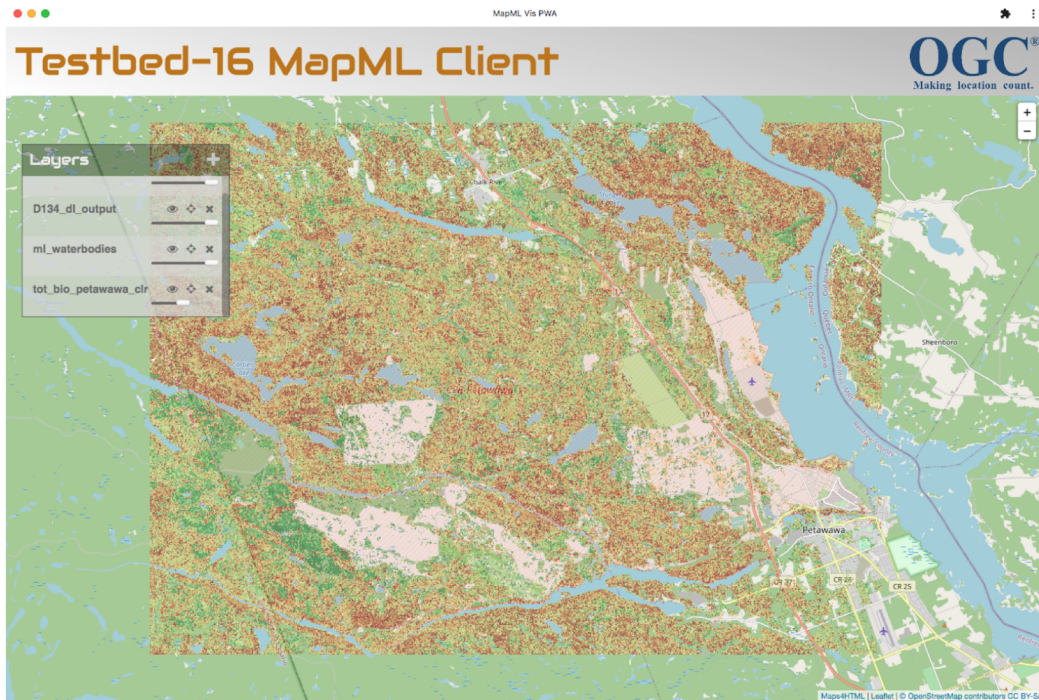 MapML Vis PWA
Testbed-16 MapML Client
OGC®
Making location count.
+
−
Layers +
D134_dl_output
ml_waterbodies
tot_bio_petawawa_clr
Sheenboro
17
Petawawa
CR 37
CR 26
CR 25
Maps4HTML | Leaflet | © OpenStreetMap contributors CC BY-S